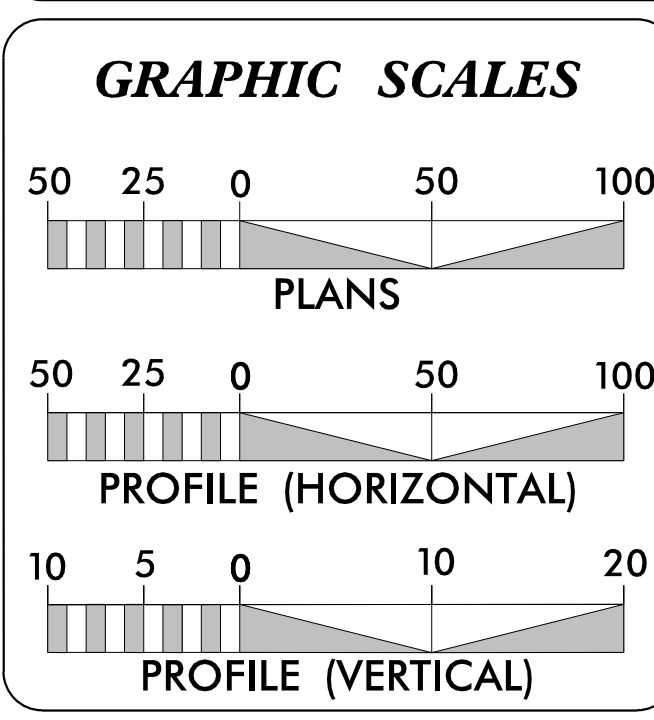 GRAPHIC SCALES
50 25 0 50 100
PLANS
50 25 0 50 100
PROFILE (HORIZONTAL)
10 5 0 10 20
PROFILE (VERTICAL)